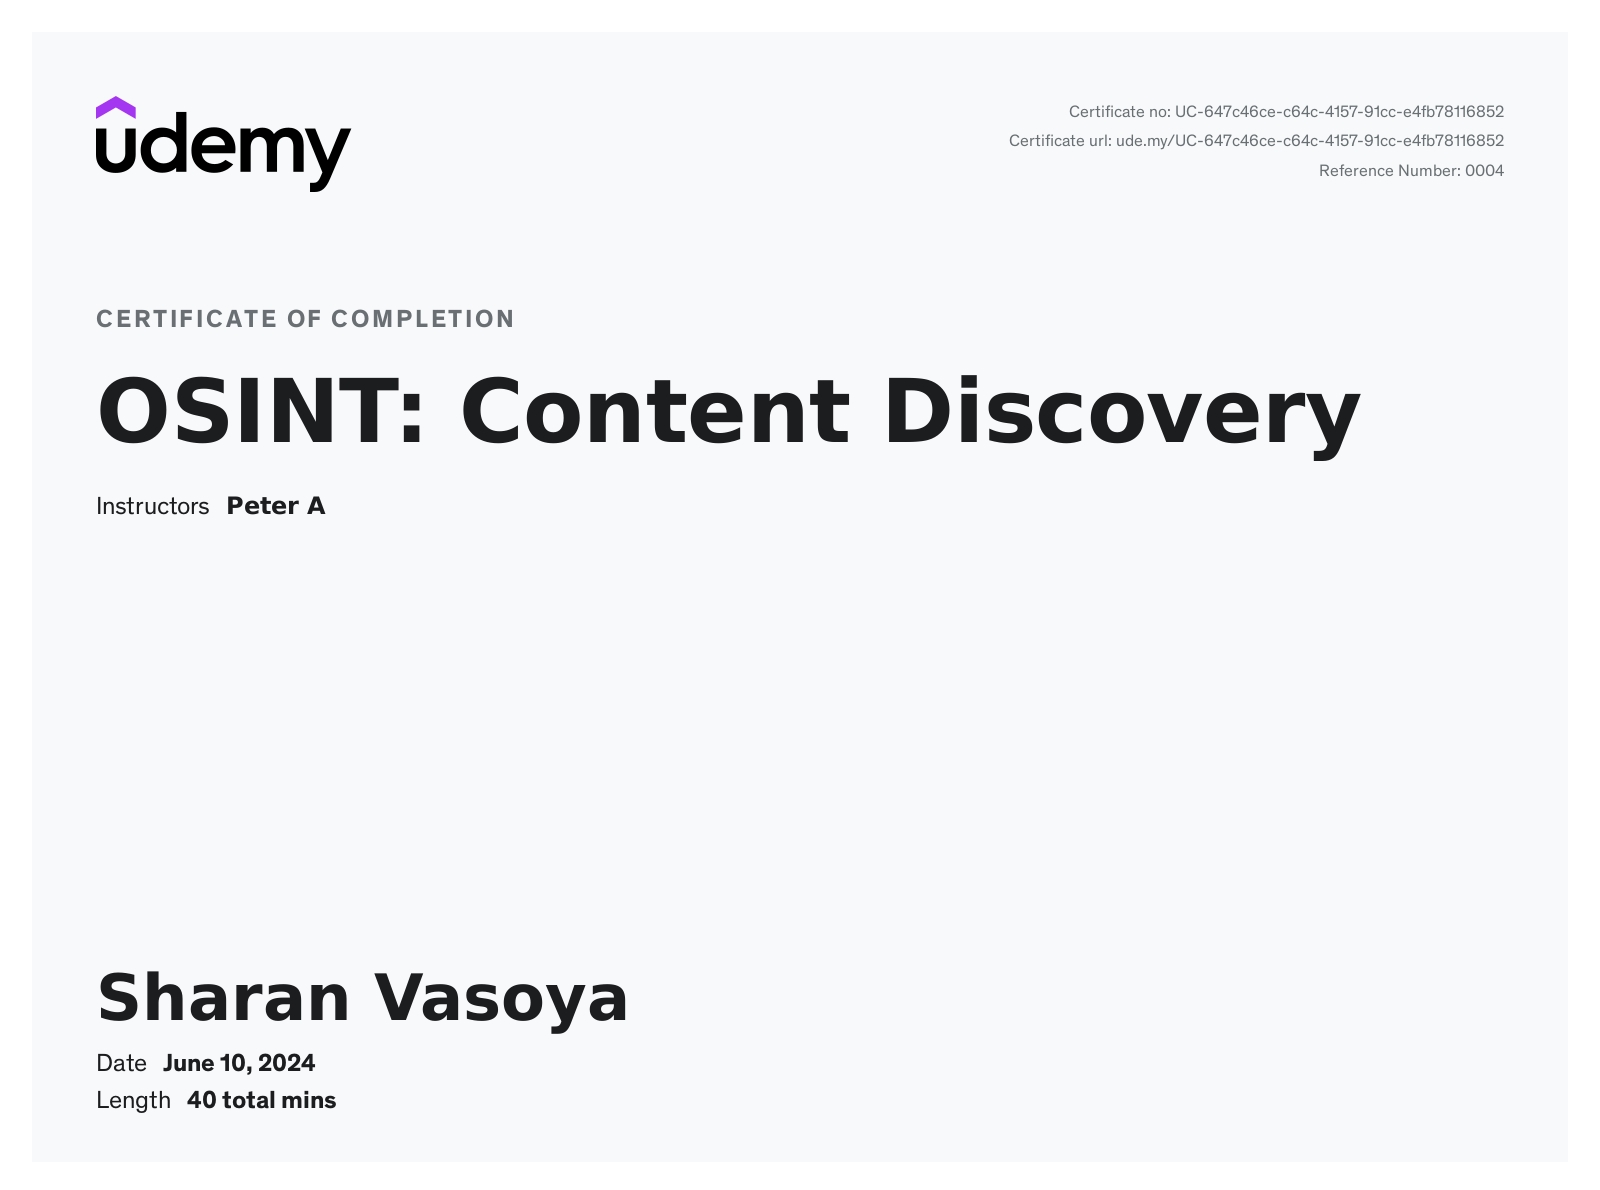 udemy
Certificate no: UC-647c46ce-c64c-4157-91cc-e4fb78116852
Certificate url: ude.my/UC-647c46ce-c64c-4157-91cc-e4fb78116852
Reference Number: 0004
CERTIFICATE OF COMPLETION
OSINT: Content Discovery
Instructors Peter A
Sharan Vasoya
Date June 10, 2024
Length 40 total mins